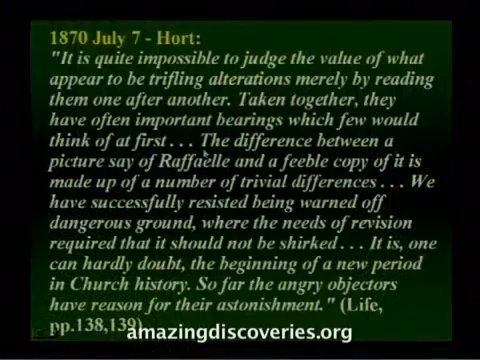 1870 July 7 - Hort:
"It is quite impossible to judge the value of what
appear to be trifling alterations merely by reading
them one after another. Taken together, they
have often important bearings which few would
think of at first . . . The difference between a
picture say of Raffaelle and a feeble copy of it is
made up of a number of trivial differences . . . We
have successfully resisted being warned off
dangerous ground, where the needs of revision
required that it should not be shirked . . . It is, one
can hardly doubt, the beginning of a new period
in Church history. So far the angry objectors
have reason for their astonishment." (Life,
pp.138,139)
amazingdiscoveries.org